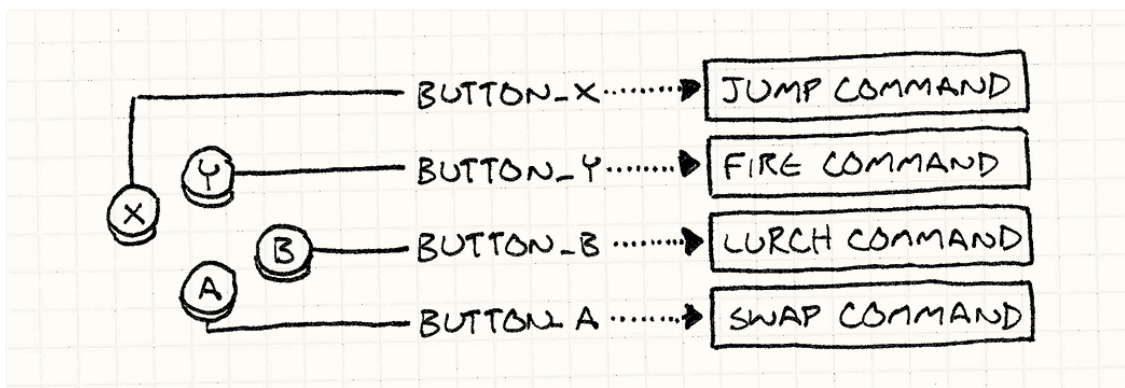 BUTTON_X JUMP COMMAND
Y BUTTON_Y FIRE COMMAND
X
B BUTTON_B LURCH COMMAND
A BUTTON_A SWAP COMMAND